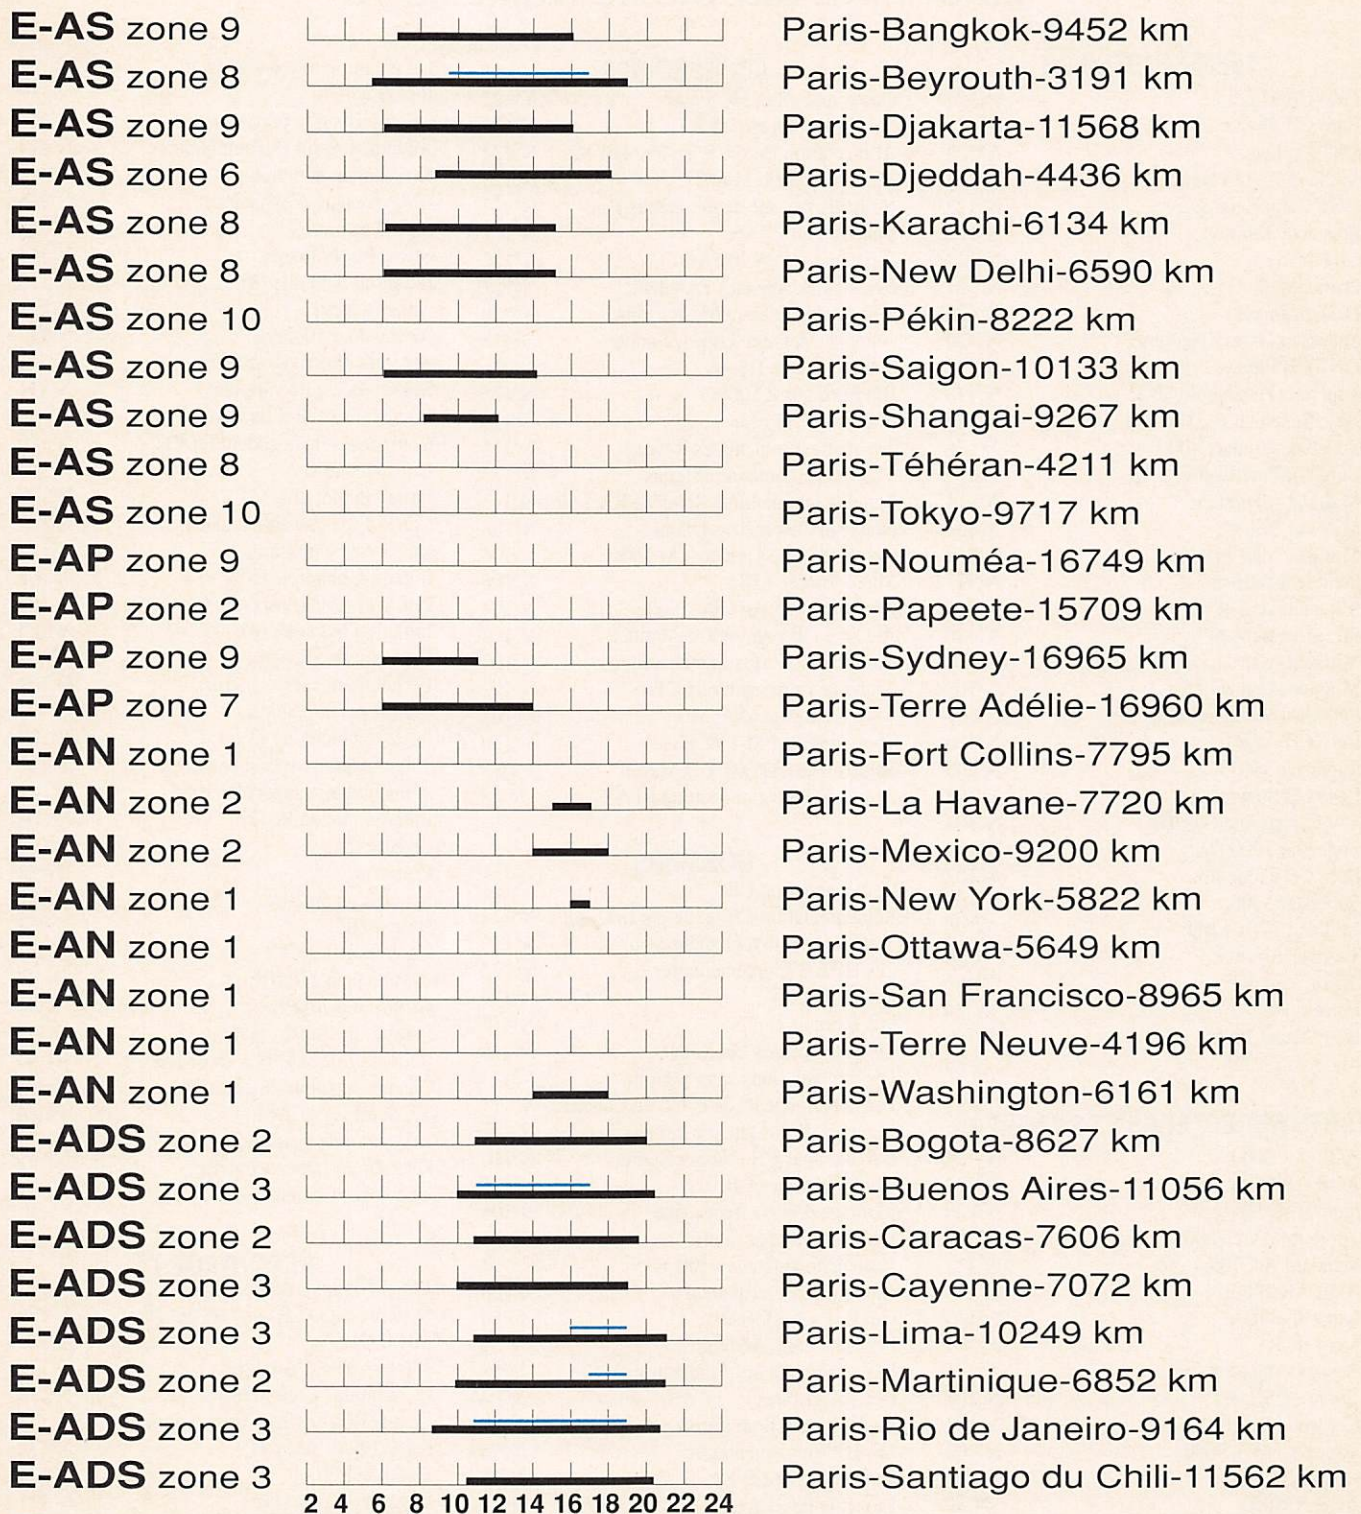 E-AS zone 9 Paris-Bangkok-9452 km
E-AS zone 8 Paris-Beyrouth-3191 km
E-AS zone 9 Paris-Djakarta-11568 km
E-AS zone 6 Paris-Djeddah-4436 km
E-AS zone 8 Paris-Karachi-6134 km
E-AS zone 8 Paris-New Delhi-6590 km
E-AS zone 10 Paris-Pékin-8222 km
E-AS zone 9 Paris-Saigon-10133 km
E-AS zone 9 Paris-Shangai-9267 km
E-AS zone 8 Paris-Téhéran-4211 km
E-AS zone 10 Paris-Tokyo-9717 km
E-AP zone 9 Paris-Nouméa-16749 km
E-AP zone 2 Paris-Papeete-15709 km
E-AP zone 9 Paris-Sydney-16965 km
E-AP zone 7 Paris-Terre Adélie-16960 km
E-AN zone 1 Paris-Fort Collins-7795 km
E-AN zone 2 Paris-La Havane-7720 km
E-AN zone 2 Paris-Mexico-9200 km
E-AN zone 1 Paris-New York-5822 km
E-AN zone 1 Paris-Ottawa-5649 km
E-AN zone 1 Paris-San Francisco-8965 km
E-AN zone 1 Paris-Terre Neuve-4196 km
E-AN zone 1 Paris-Washington-6161 km
E-ADS zone 2 Paris-Bogota-8627 km
E-ADS zone 3 Paris-Buenos Aires-11056 km
E-ADS zone 2 Paris-Caracas-7606 km
E-ADS zone 3 Paris-Cayenne-7072 km
E-ADS zone 3 Paris-Lima-10249 km
E-ADS zone 2 Paris-Martinique-6852 km
E-ADS zone 3 Paris-Rio de Janeiro-9164 km
E-ADS zone 3 Paris-Santiago du Chili-11562 km
2 4 6 8 10 12 14 16 18 20 22 24